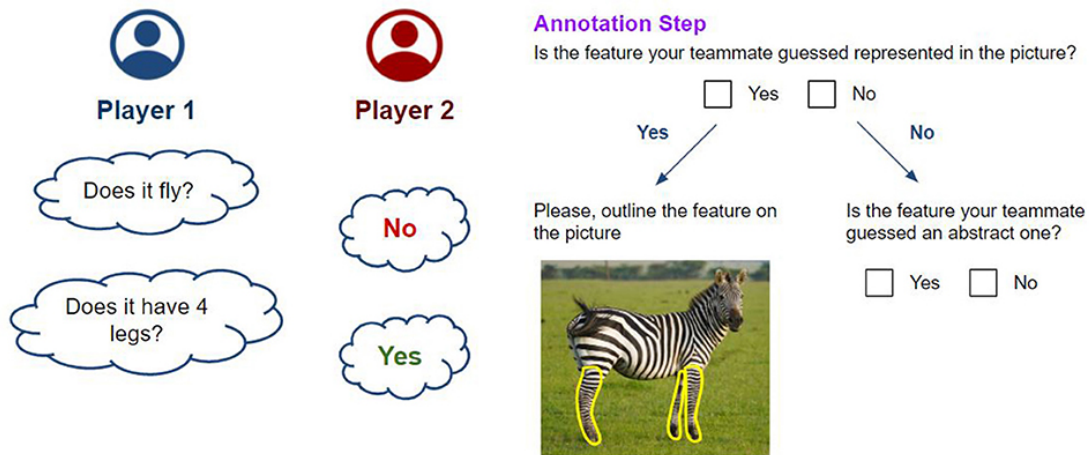 Player 1
Player 2
Does it fly?
No
Does it have 4
legs?
Yes
Annotation Step
Is the feature your teammate guessed represented in the picture?
Yes
No
Yes
No
Please, outline the feature on
the picture
Is the feature your teammate
guessed an abstract one?
Yes
No